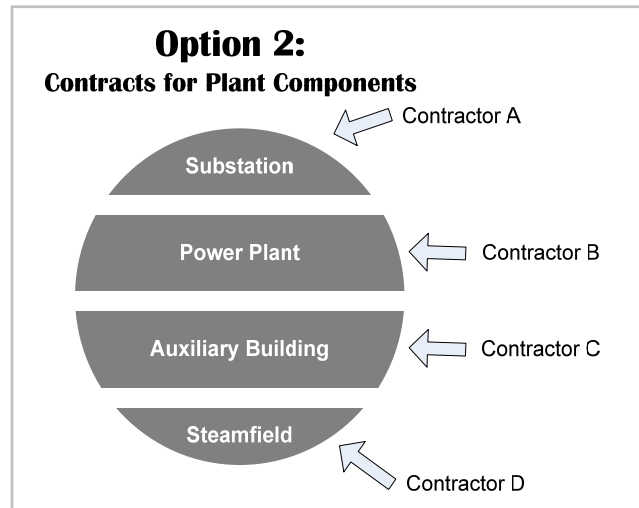 Option 2:
Contracts for Plant Components
Contractor A
Substation
Power Plant
Contractor B
Auxiliary Building
Contractor C
Steamfield
Contractor D